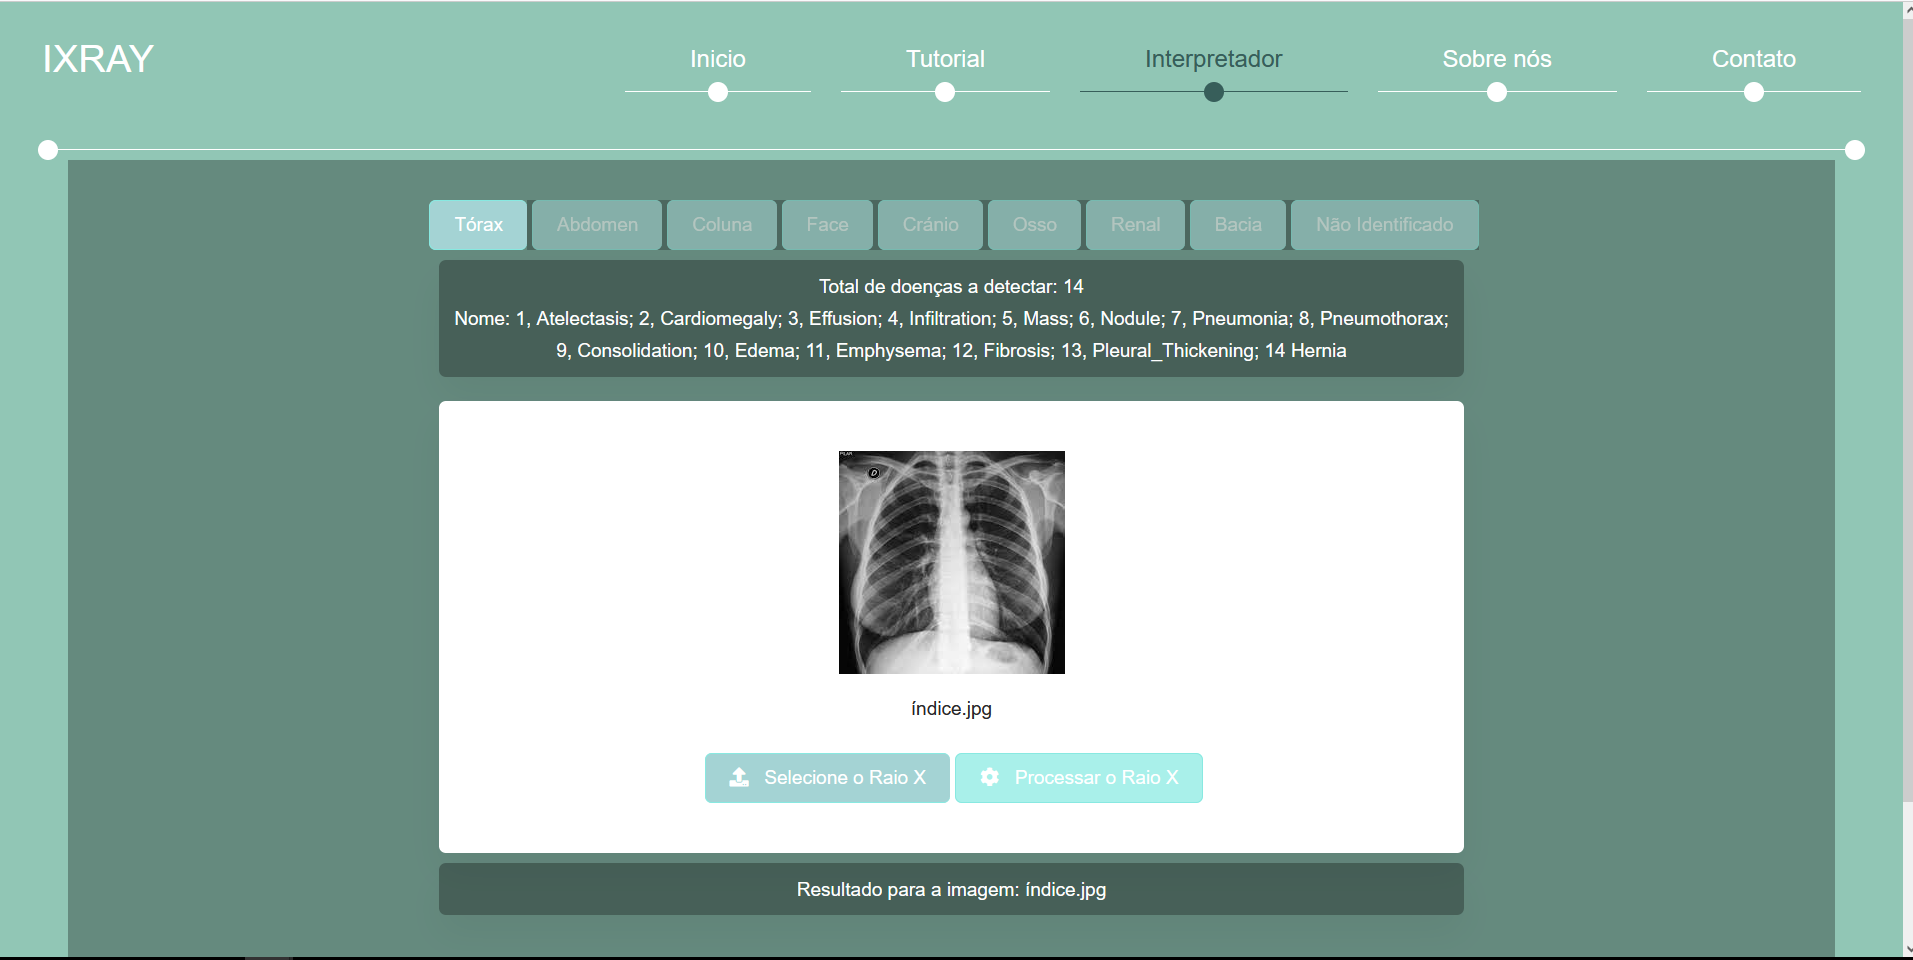 IXRAY
Inicio
Tutorial
Interpretador
Sobre nós
Contato
Tórax
Abdomen
Coluna
Face
Cránio
Osso
Renal
Bacia
Não Identificado
Total de doenças a detectar: 14
Nome: 1, Atelectasis; 2, Cardiomegaly; 3, Effusion; 4, Infiltration; 5, Mass; 6, Nodule; 7, Pneumonia; 8, Pneumothorax;
9, Consolidation; 10, Edema; 11, Emphysema; 12, Fibrosis; 13, Pleural_Thickening; 14 Hernia
D
índice.jpg
Selecione o Raio X
Processar o Raio X
Resultado para a imagem: índice.jpg